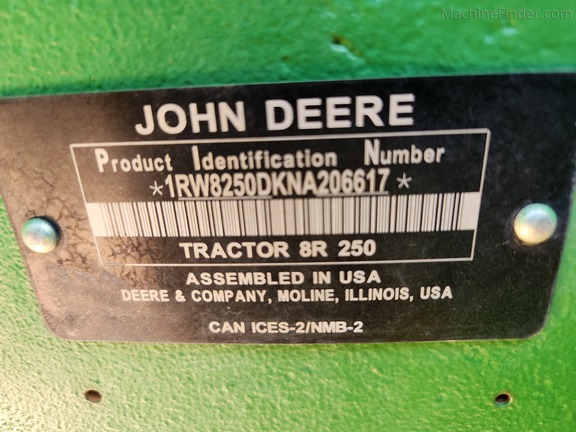 MachineFinder.com
JOHN DEERE
Product Identification Number
*1RW8250DKNA206617*
TRACTOR 8R 250
ASSEMBLED IN USA
DEERE & COMPANY, MOLINE, ILLINOIS, USA
CAN ICES-2/NMB-2